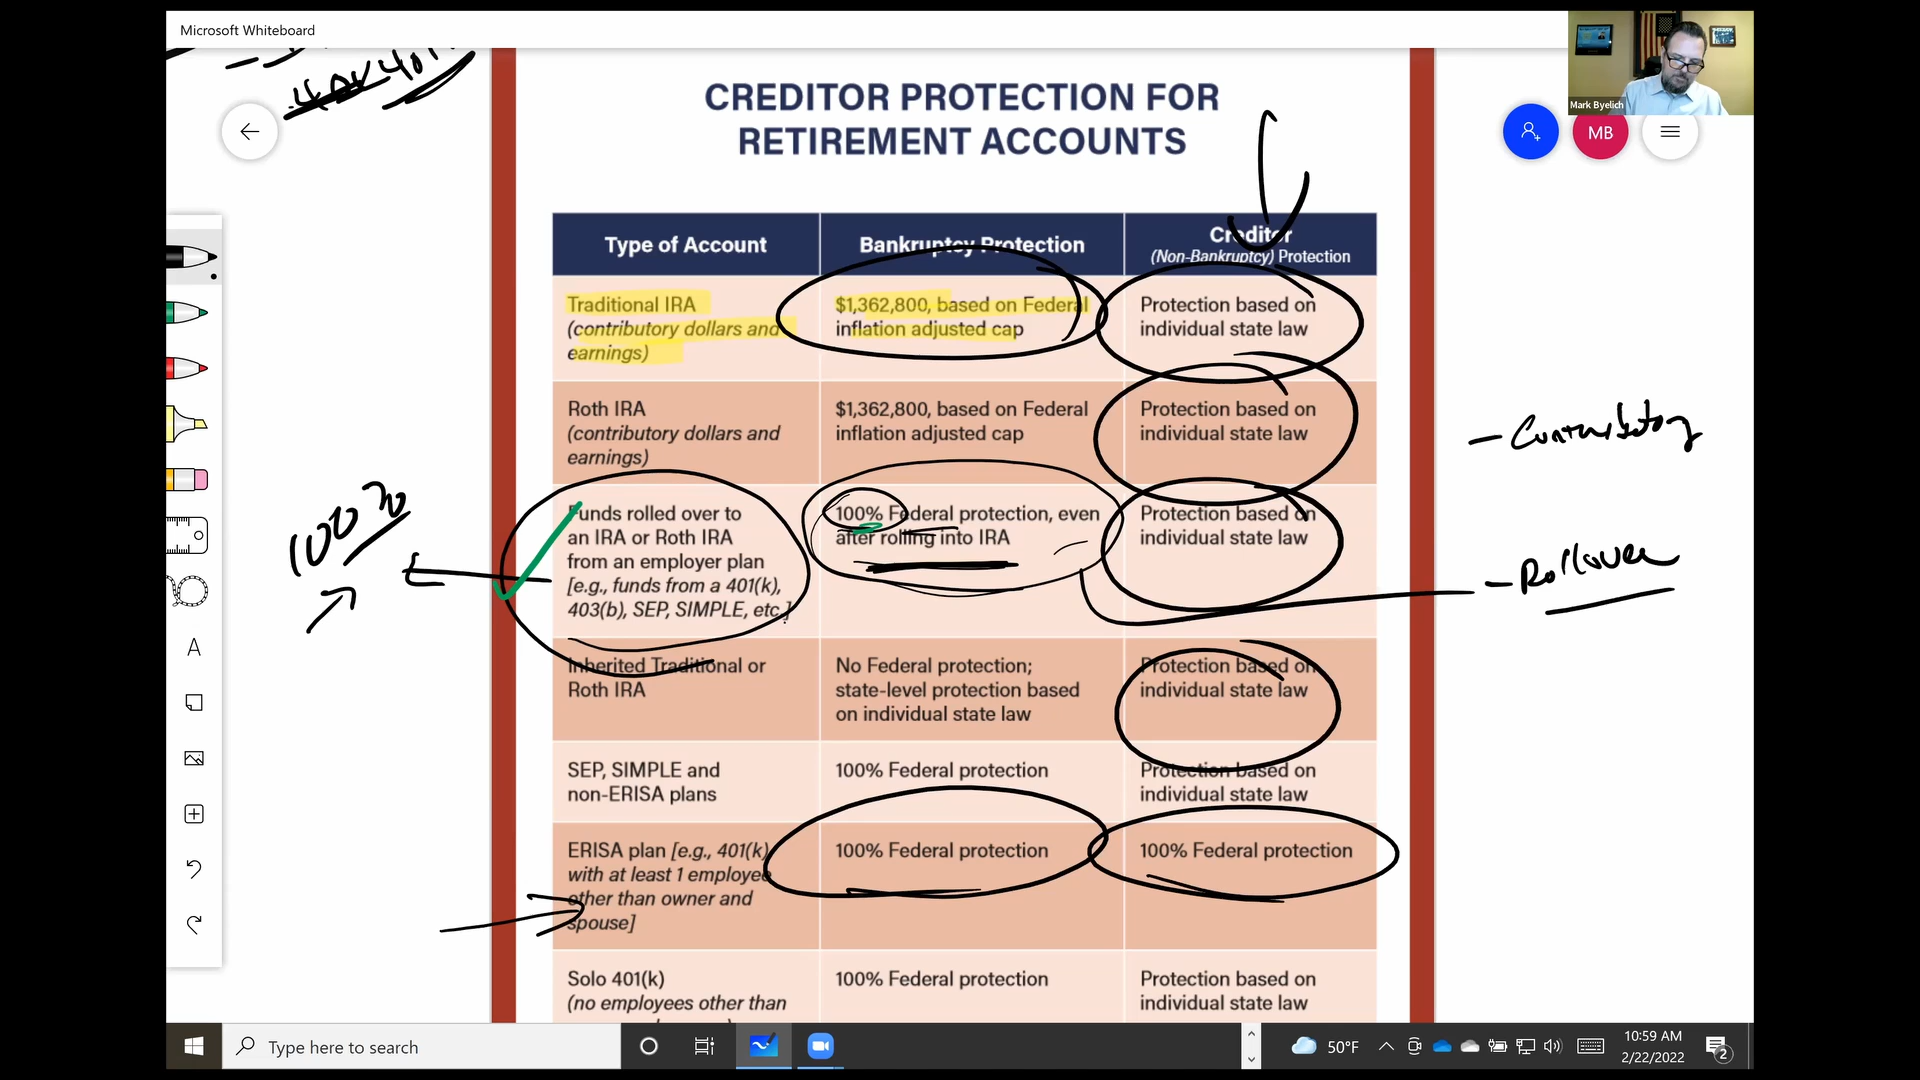 Microsoft Whiteboard
Mark Byelich
MB
CREDITOR PROTECTION FOR
RETIREMENT ACCOUNTS
Type of Account
Bankruptcy Protection
Creditor
(Non-Bankruptcy) Protection
Traditional IRA
(contributory dollars and
earnings)
$1,362,800, based on Federal
inflation adjusted cap
Protection based on
individual state law
Roth IRA
(contributory dollars and
earnings)
$1,362,800, based on Federal
inflation adjusted cap
Protection based on
individual state law
- Contributory
100%
Funds rolled over to
an IRA or Roth IRA
from an employer plan
[e.g., funds from a 401(k),
403(b), SEP, SIMPLE, etc.]
100% Federal protection, even
after rolling into IRA
Protection based on
individual state law
- Rollover
Inherited Traditional or
Roth IRA
No Federal protection;
state-level protection based
on individual state law
Protection based on
individual state law
SEP, SIMPLE and
non-ERISA plans
100% Federal protection
Protection based on
individual state law
ERISA plan [e.g., 401(k)
with at least 1 employee
other than owner and
spouse]
100% Federal protection
100% Federal protection
Solo 401(k)
(no employees other than
100% Federal protection
Protection based on
individual state law
A
Type here to search
50°F
10:59 AM
2/22/2022
2